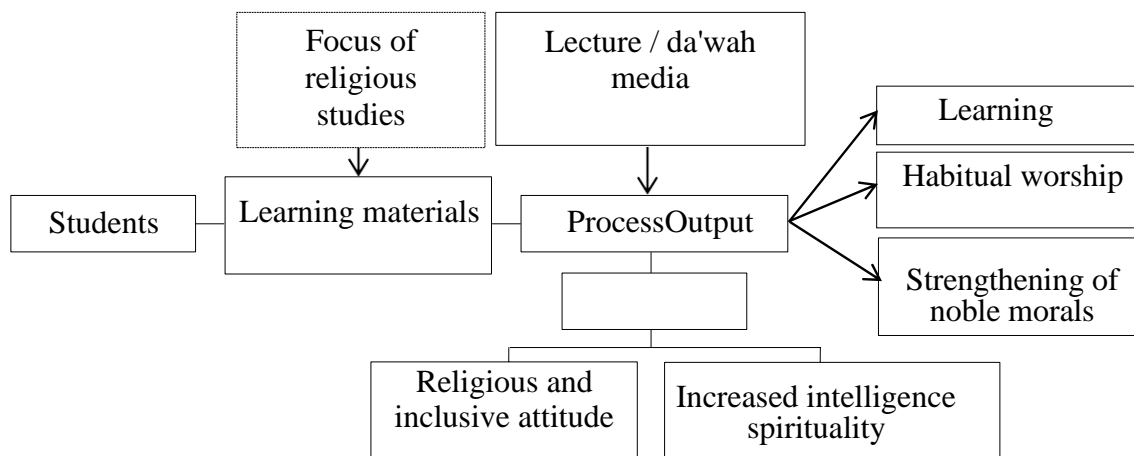 Focus of
religious
studies
Lecture / da'wah
media
Learning
Habitual worship
Strengthening of
noble morals
Students
Learning materials
ProcessOutput
Religious and
inclusive attitude
Increased intelligence
spirituality